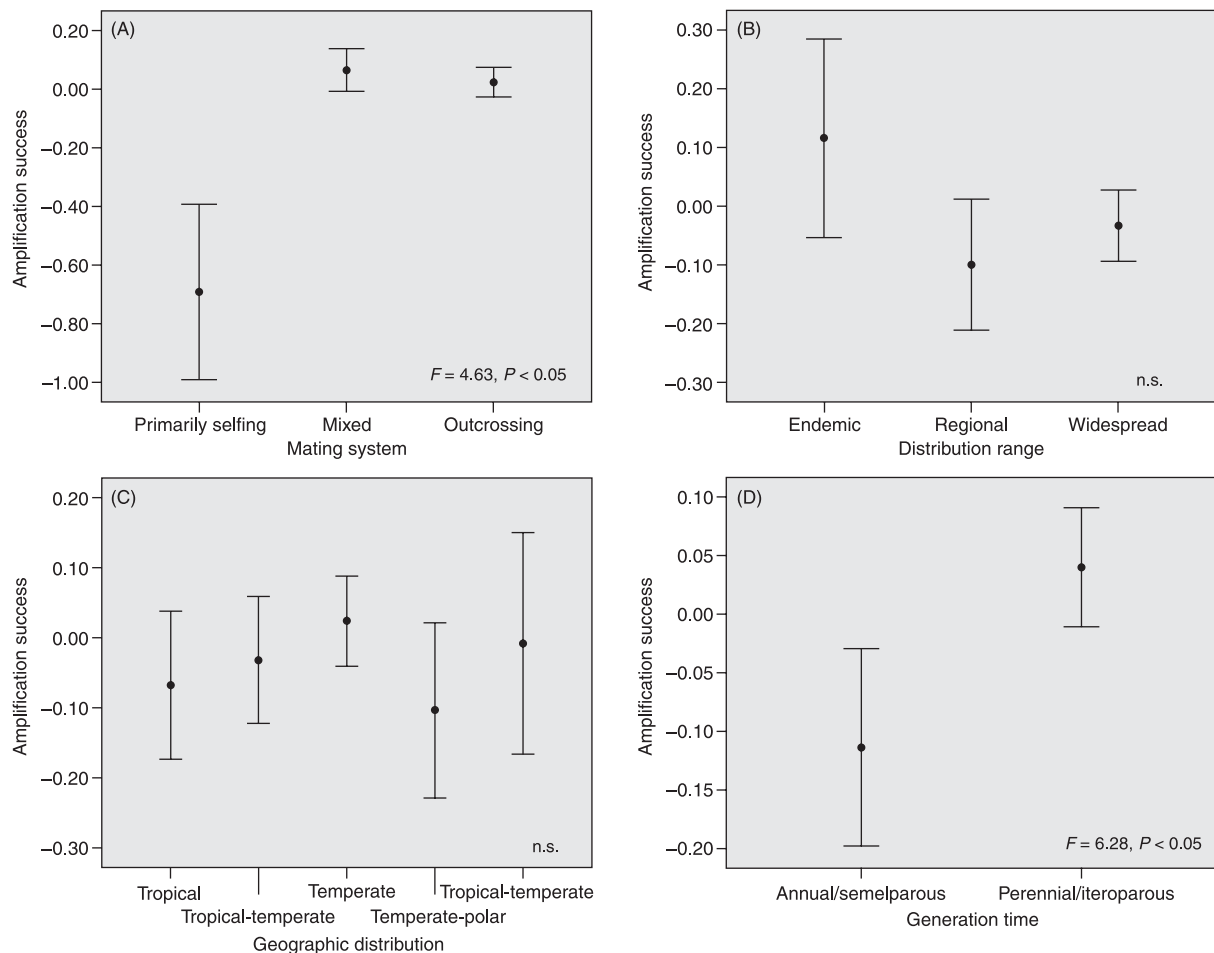 (A)
Amplification success
0.20
0.00
−0.20
−0.40
−0.60
−0.80
−1.00
F = 4.63, P < 0.05
Primarily selfing Mixed Outcrossing
Mating system
(B)
Amplification success
0.30
0.20
0.10
0.00
−0.10
−0.20
−0.30
n.s.
Endemic Regional Widespread
Distribution range
(C)
Amplification success
0.20
0.10
0.00
−0.10
−0.20
−0.30
n.s.
Tropical Temperate Tropical-temperate
Tropical-temperate Temperate-polar
Geographic distribution
(D)
Amplification success
0.10
0.05
0.00
−0.05
−0.10
−0.15
−0.20
F = 6.28, P < 0.05
Annual/semelparous Perennial/iteroparous
Generation time